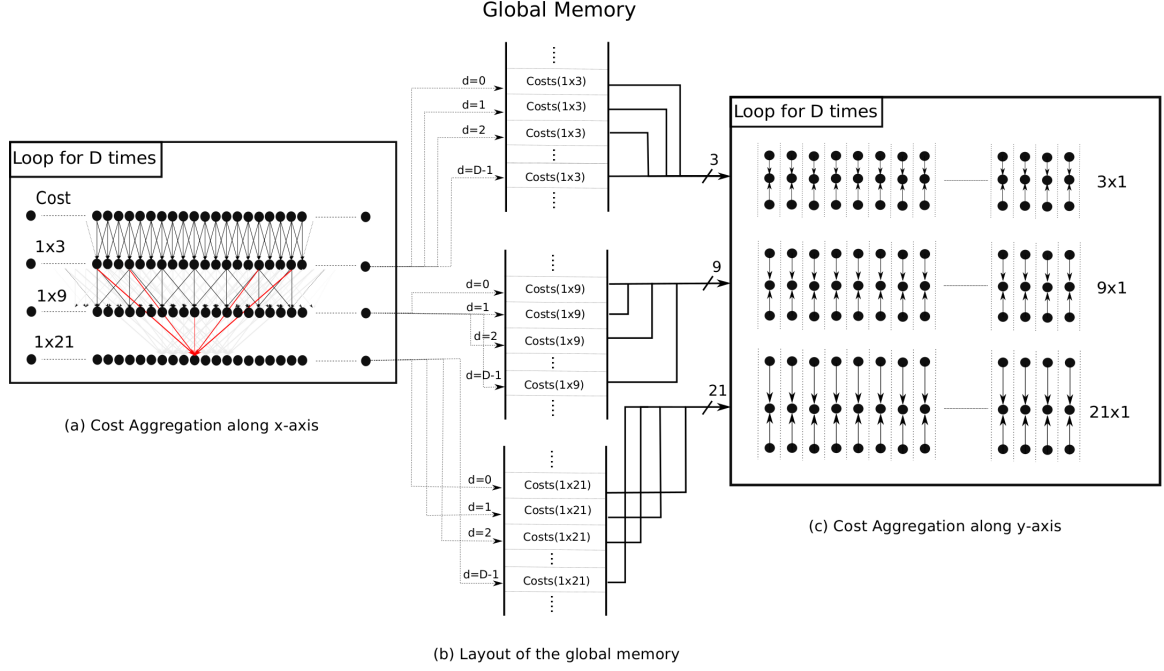 Global Memory
Loop for D times
Cost
1x3
1x9
1x21
(a) Cost Aggregation along x-axis
d=0
d=1
d=2
d=D-1
Costs(1x3)
Costs(1x3)
Costs(1x3)
Costs(1x3)
d=0
d=1
d=2
d=D-1
Costs(1x9)
Costs(1x9)
Costs(1x9)
Costs(1x9)
d=0
d=1
d=2
d=D-1
Costs(1x21)
Costs(1x21)
Costs(1x21)
Costs(1x21)
(b) Layout of the global memory
3
9
21
Loop for D times
3x1
9x1
21x1
(c) Cost Aggregation along y-axis